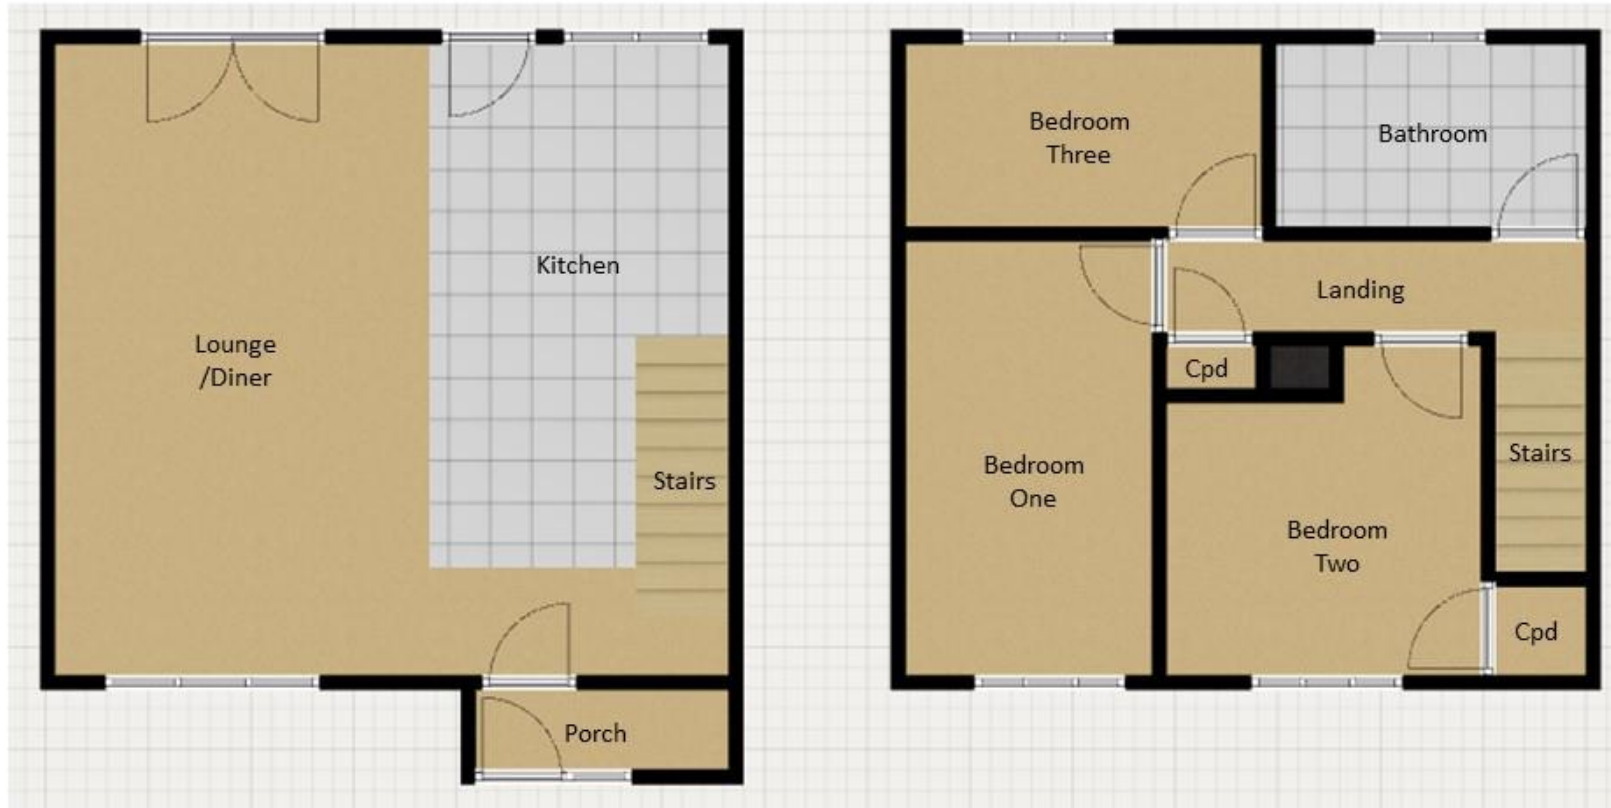 Lounge
/Diner
Kitchen
Stairs
Porch
Bedroom
Three
Bathroom
Landing
Cpd
Bedroom
One
Stairs
Bedroom
Two
Cpd